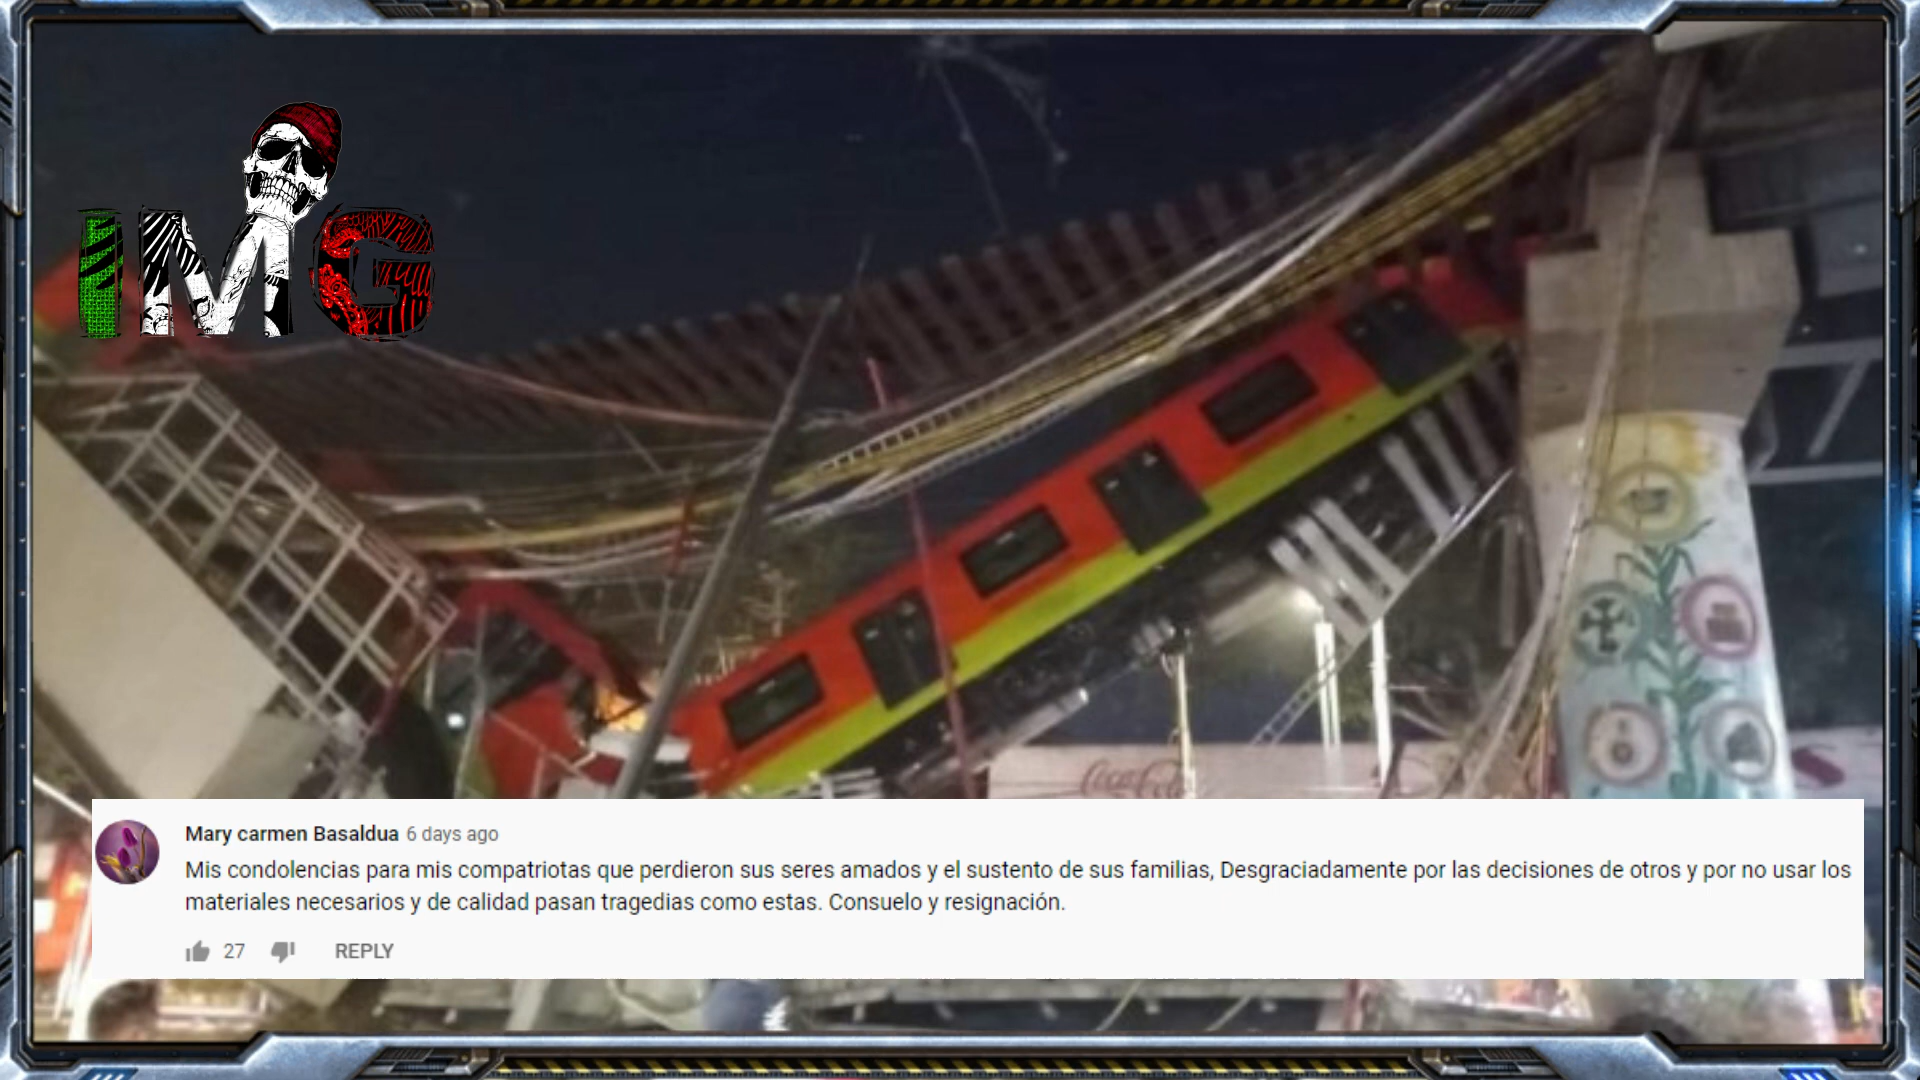 IMG
Coca-Cola
Mary carmen Basaldua 6 days ago
Mis condolencias para mis compatriotas que perdieron sus seres amados y el sustento de sus familias, Desgraciadamente por las decisiones de otros y por no usar los
materiales necesarios y de calidad pasan tragedias como estas. Consuelo y resignación.
27 REPLY